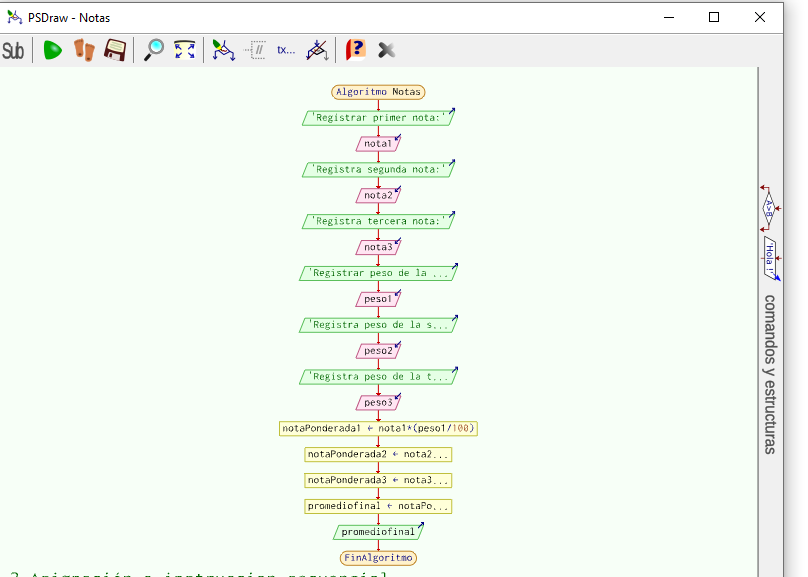 PSDraw - Notas
Sub
//
tx...
?
Algoritmo Notas
'Registrar primer nota:'
nota1
'Registra segunda nota:'
nota2
'Registra tercera nota:'
nota3
'Registrar peso de la ...
peso1
'Registra peso de la s...
peso2
'Registra peso de la t...
peso3
notaPonderada1 ← nota1*(peso1/100)
notaPonderada2 ← nota2...
notaPonderada3 ← nota3...
promediofinal ← notaPo...
promediofinal
FinAlgoritmo
A>B
'Hola !'
comandos y estructuras